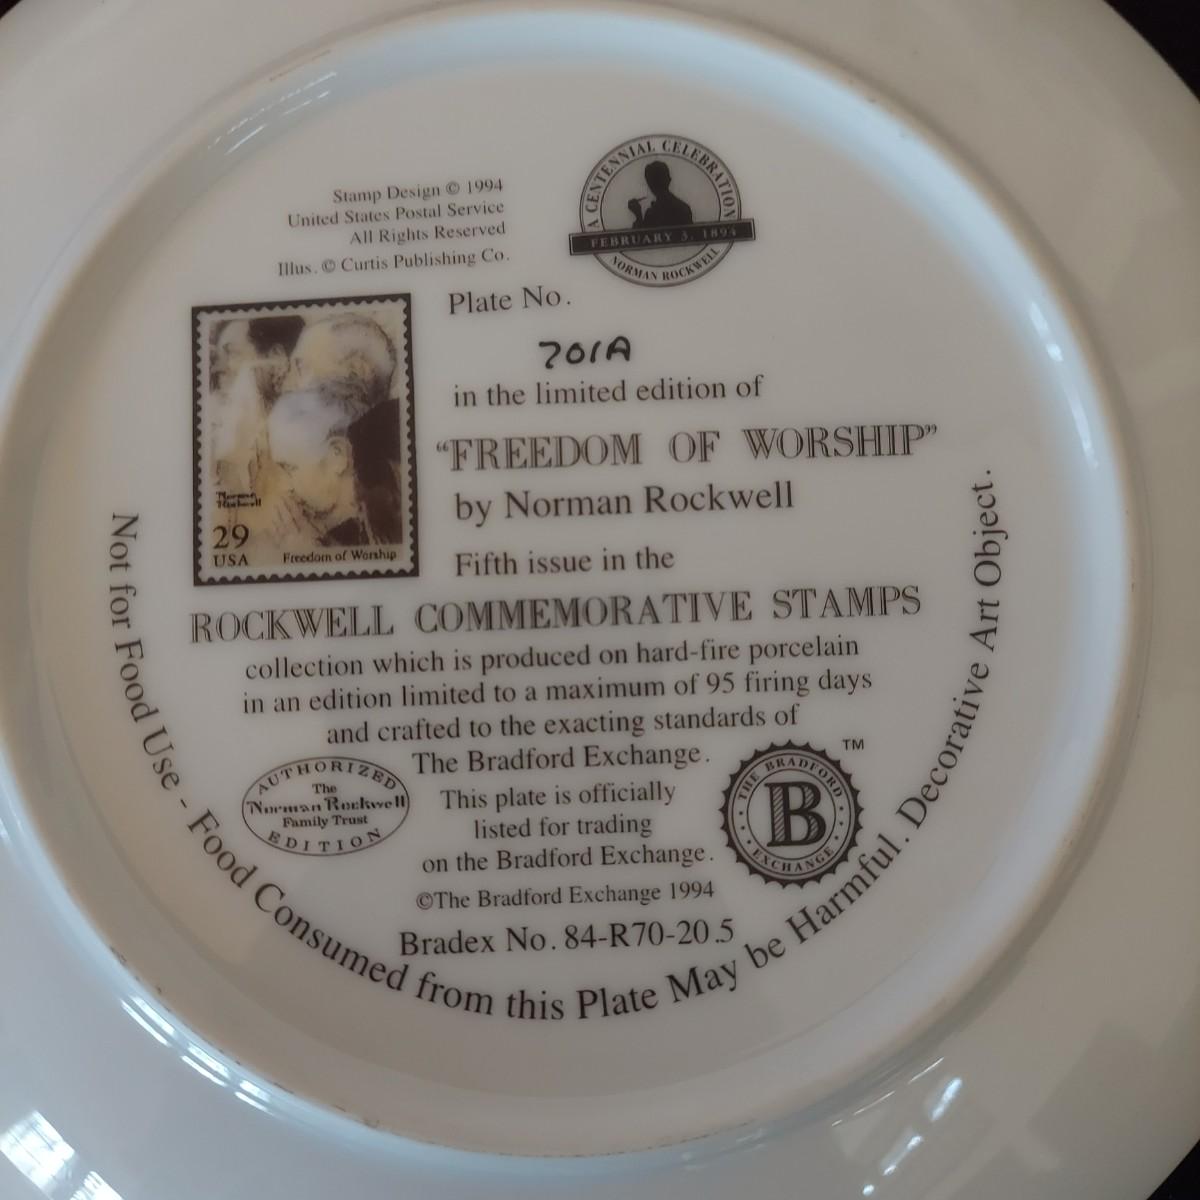 Stamp Design © 1994
United States Postal Service
All Rights Reserved
Illus. © Curtis Publishing Co.
A CENTENNIAL CELEBRATION
FEBRUARY 3, 1894
NORMAN ROCKWELL
Plate No.
701A
in the limited edition of
“FREEDOM OF WORSHIP”
by Norman Rockwell
Norman
Rockwell
29
USA
Freedom of Worship
Fifth issue in the
ROCKWELL COMMEMORATIVE STAMPS
collection which is produced on hard-fire porcelain
in an edition limited to a maximum of 95 firing days
and crafted to the exacting standards of
The Bradford Exchange.
This plate is officially
listed for trading
on the Bradford Exchange.
©The Bradford Exchange 1994
Bradex No. 84-R70-20.5
AUTHORIZED
The
Norman Rockwell
Family Trust
EDITION
THE BRADFORD
B
EXCHANGE
TM
Not for Food Use - Food Consumed from this Plate May be Harmful. Decorative Art Object.